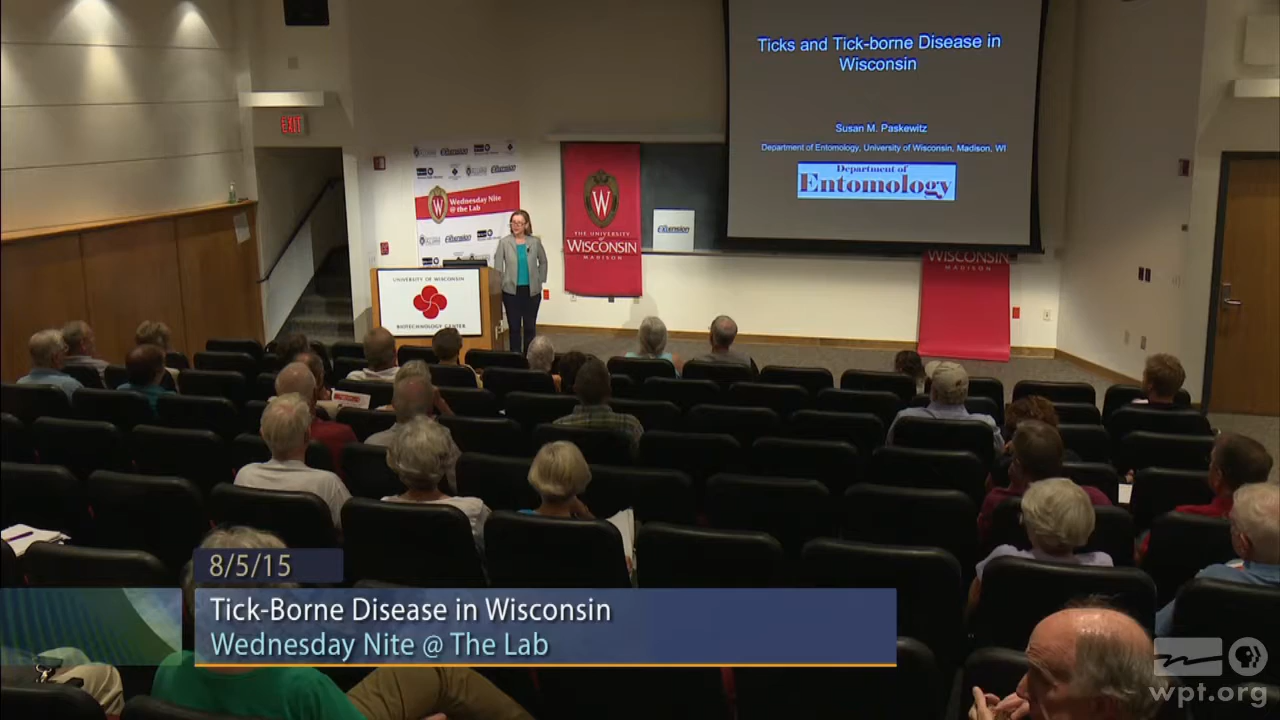 Ticks and Tick-borne Disease in
Wisconsin
Susan M. Paskewitz
Department of Entomology, University of Wisconsin, Madison, WI
Department of
Entomology
EXIT
Wednesday Nite
@ the Lab
W
THE UNIVERSITY
of
WISCONSIN
MADISON
Extension
WISCONSIN
MADISON
UNIVERSITY OF WISCONSIN
BIOTECHNOLOGY CENTER
8/5/15
Tick-Borne Disease in Wisconsin
Wednesday Nite @ The Lab
PBS
wpt.org